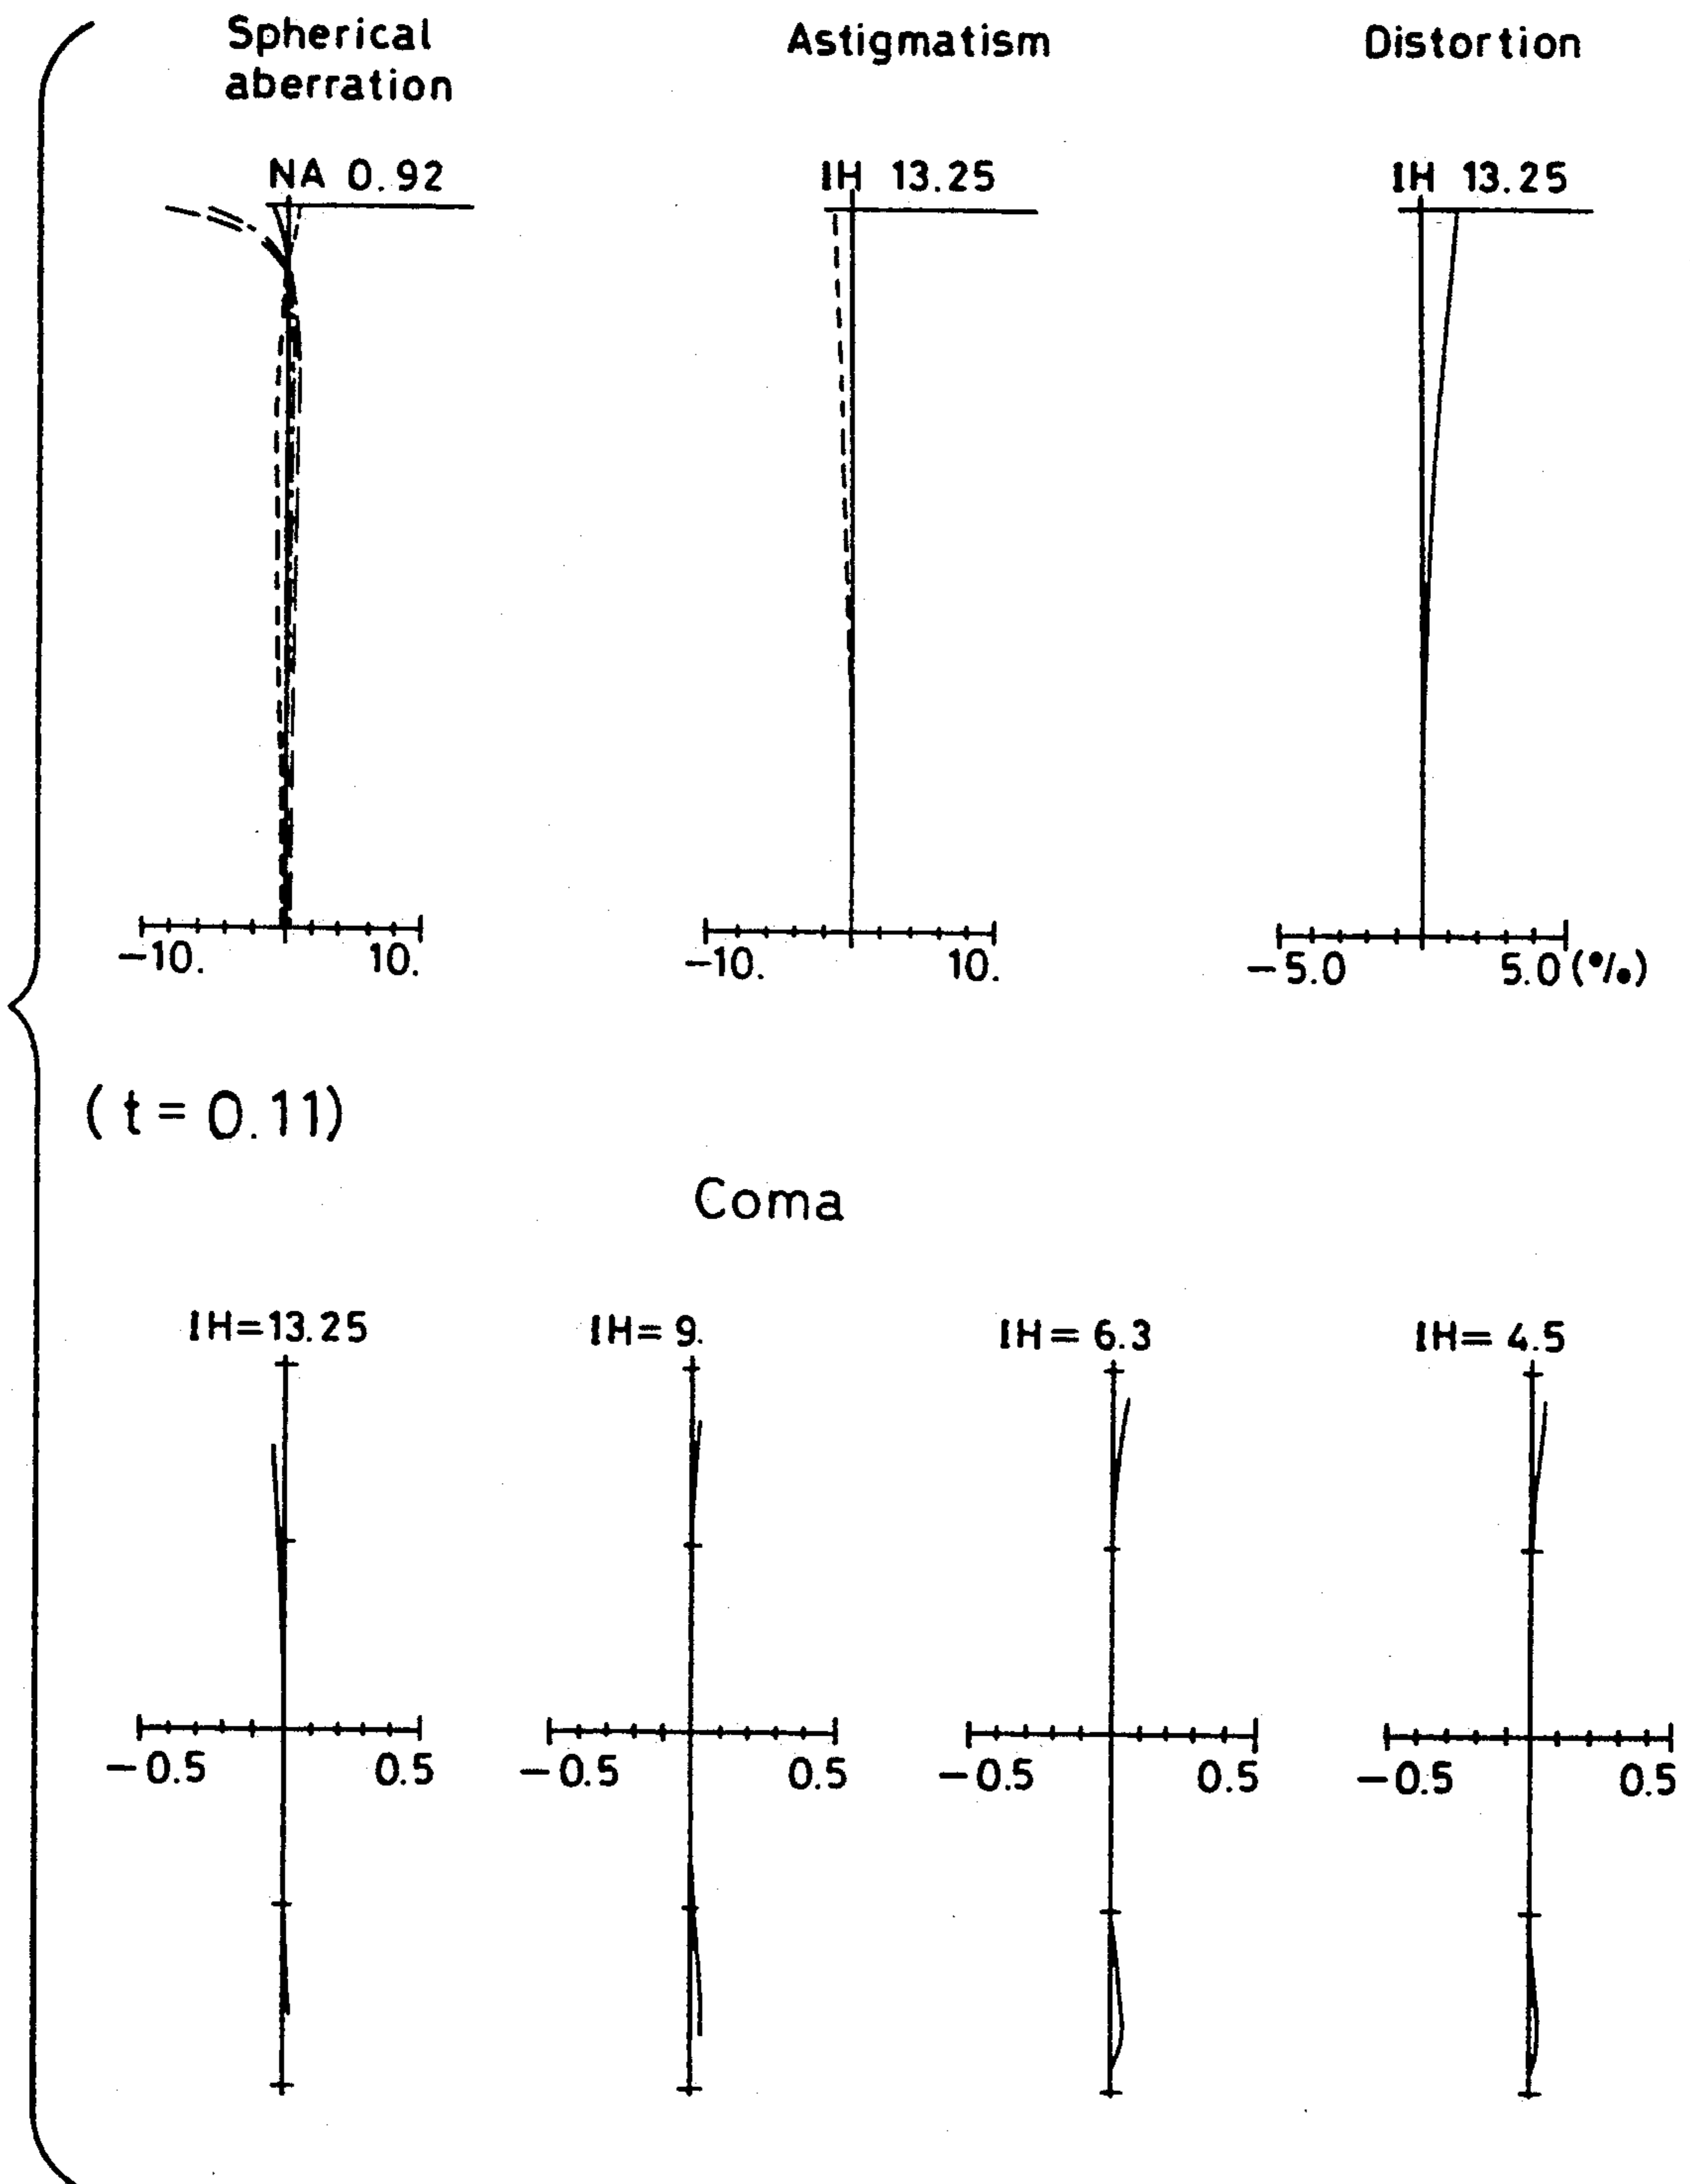 Spherical
aberration
Astigmatism
Distortion
NA 0.92
IH 13.25
IH 13.25
-10. 10.
-10. 10.
-5.0 5.0 (%)
(t = 0.11)
Coma
IH=13.25
IH= 9.
IH= 6.3
IH= 4.5
-0.5 0.5
-0.5 0.5
-0.5 0.5
-0.5 0.5